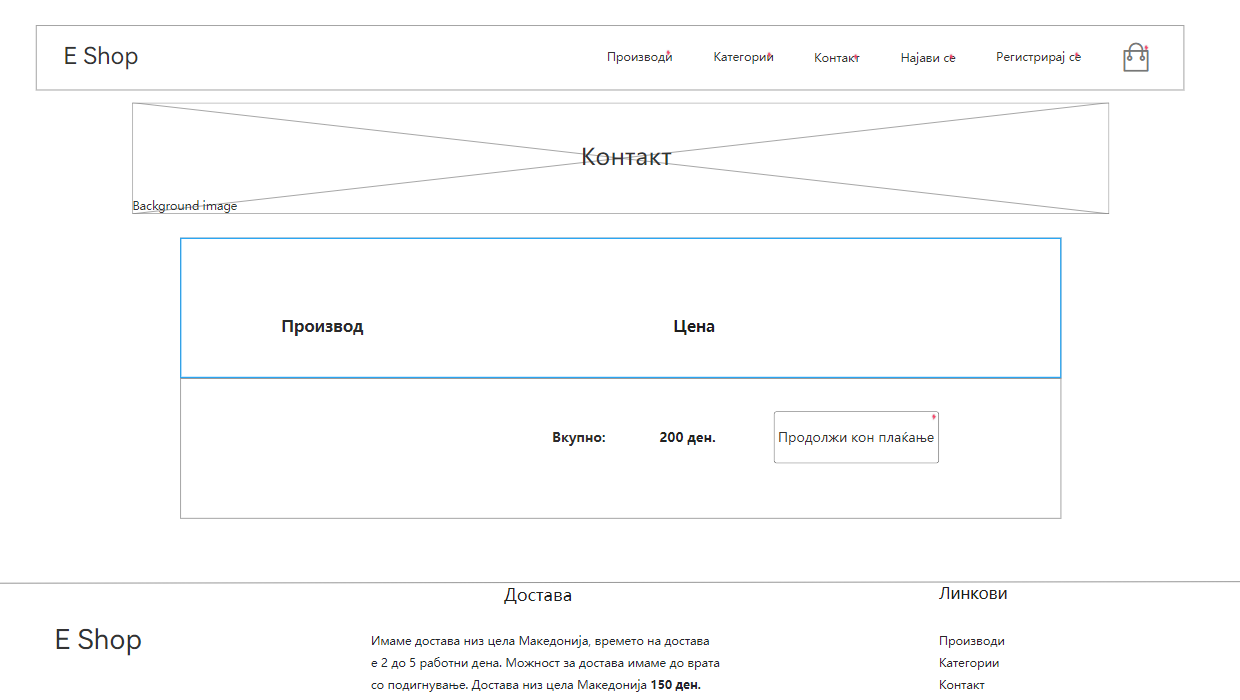 E Shop
Производи
Категории
Контакт
Најави се
Регистрирај се
Контакт
Background image
Производ
Цена
Вкупно:
200 ден.
Продолжи кон плаќање
Достава
Линкови
E Shop
Имаме достава низ цела Македонија, времето на достава
е 2 до 5 работни дена. Можност за достава имаме до врата
со подигнување. Достава низ цела Македонија 150 ден.
Производи
Категории
Контакт